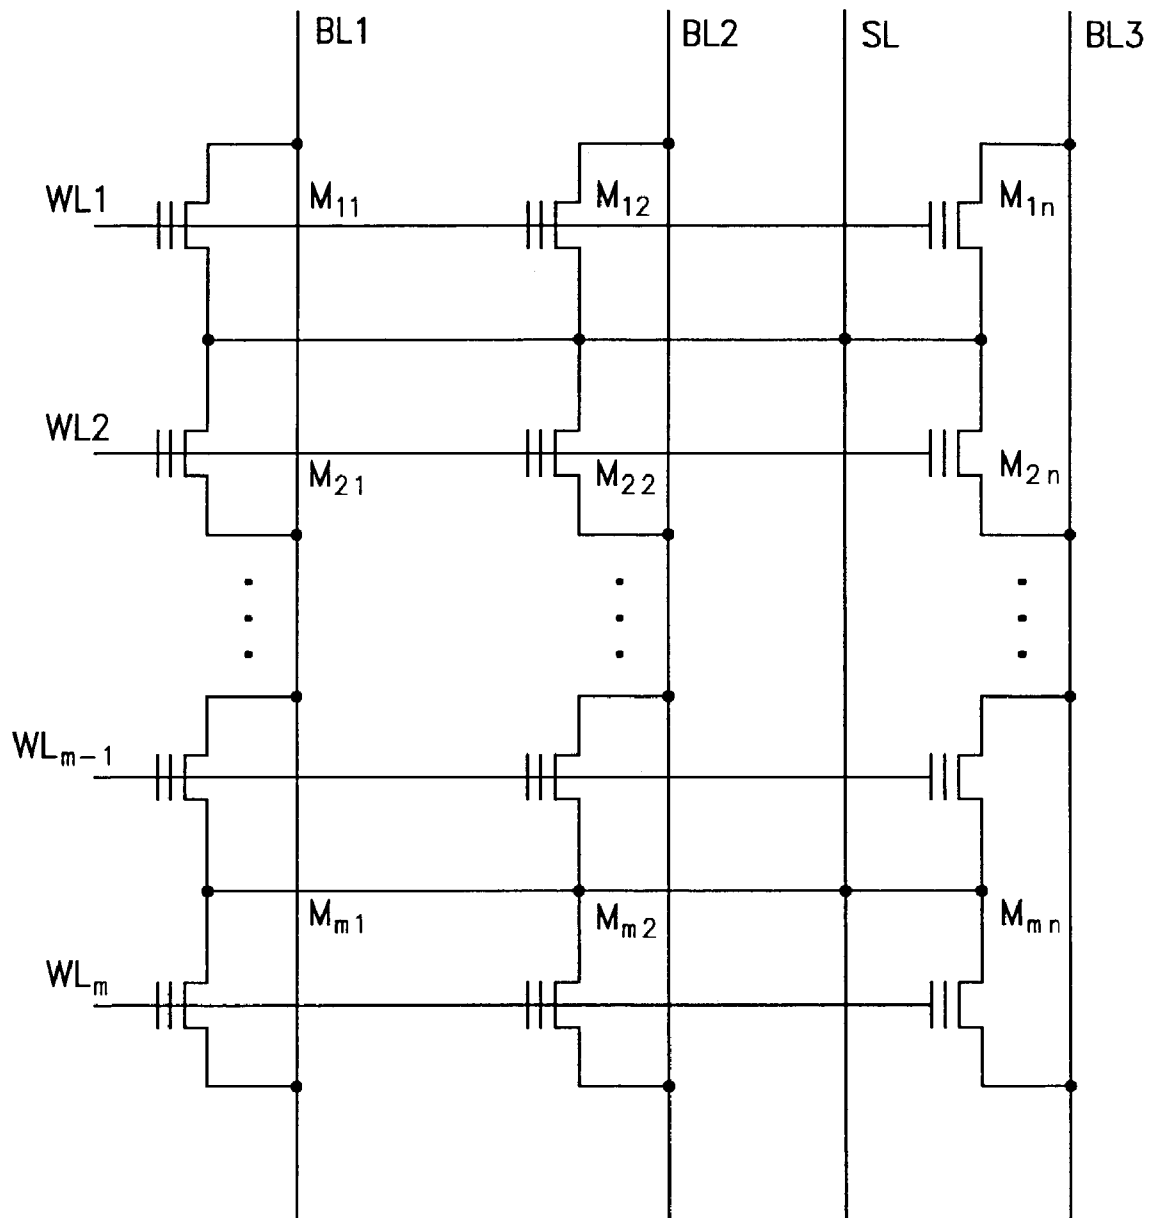 BL1 BL2 SL BL3
WL1 M₁₁ M₁₂ M₁ₙ
WL2 M₂₁ M₂₂ M₂ₙ
WLₘ₋₁
Mₘ₁ Mₘ₂ Mₘₙ
WLₘ